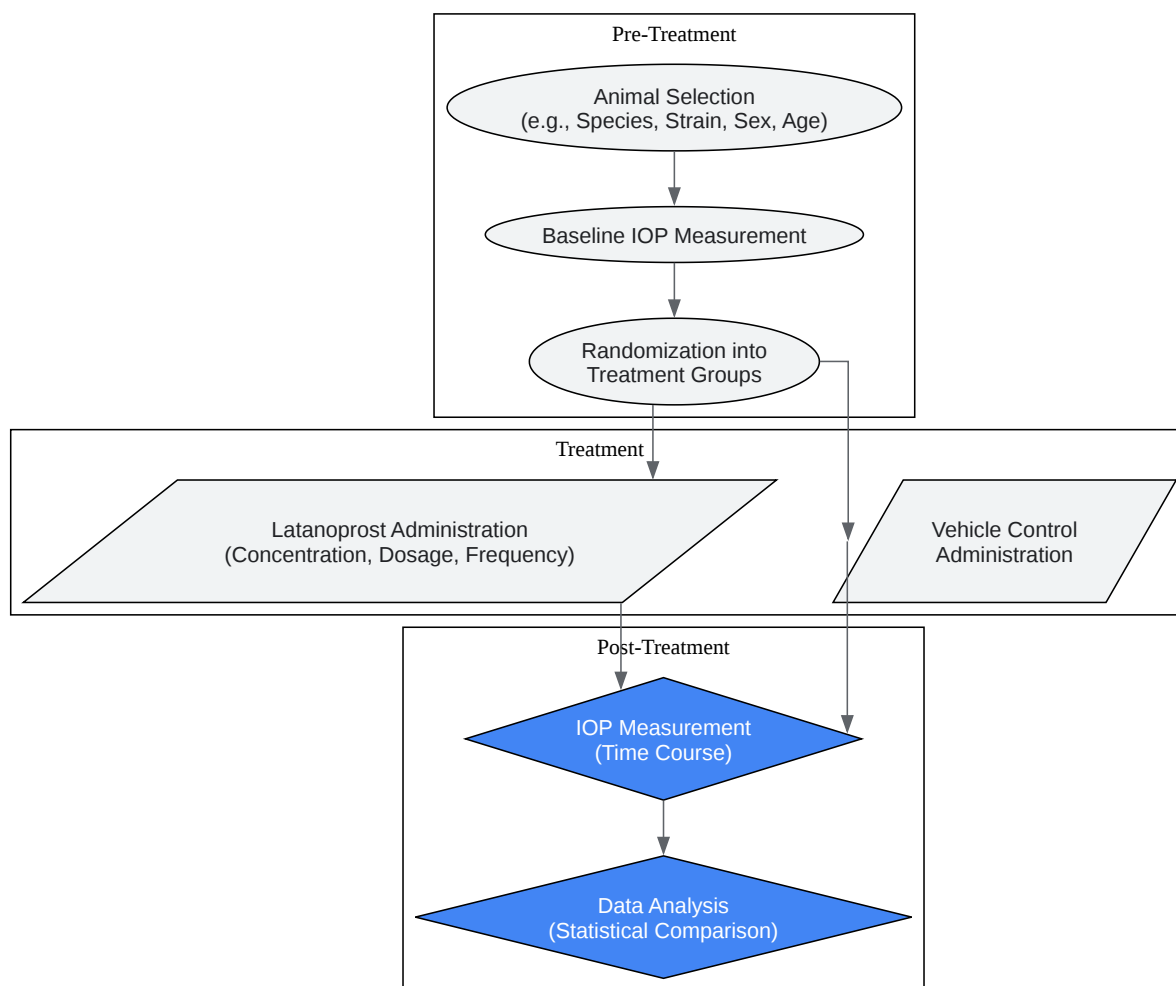 Pre-Treatment
Animal Selection
(e.g., Species, Strain, Sex, Age)
Baseline IOP Measurement
Randomization into
Treatment Groups
Treatment
Latanoprost Administration
(Concentration, Dosage, Frequency)
Vehicle Control
Administration
Post-Treatment
IOP Measurement
(Time Course)
Data Analysis
(Statistical Comparison)